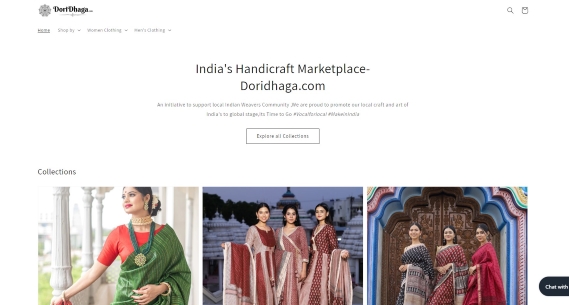 DoriDhaga...
Home Shop by Women Clothing Men's Clothing
India's Handicraft Marketplace-
Doridhaga.com
An initiative to support local Indian Weavers Community .We are proud to promote our local craft and art of
India's to global stage,its Time to Go #Vocalforlocal #MakeinIndia
Explore all Collections
Collections
Chat with